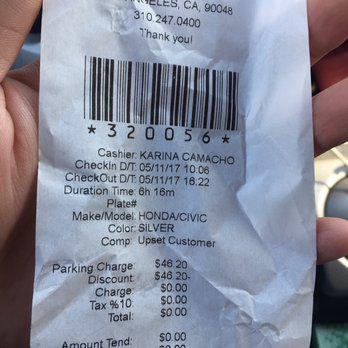 ANGELES, CA, 90048
310.247.0400
Thank you!
*320056*
Cashier: KARINA CAMACHO
CheckIn D/T: 05/11/17 10:06
CheckOut D/T: 05/11/17 16:22
Duration Time: 6h 16m
Plate#
Make/Model: HONDA/CIVIC
Color: SILVER
Comp: Upset Customer
Parking Charge: $46.20
Discount: $46.20-
Charge: $0.00
Tax %10: $0.00
Total: $0.00
Amount Tend: $0.00